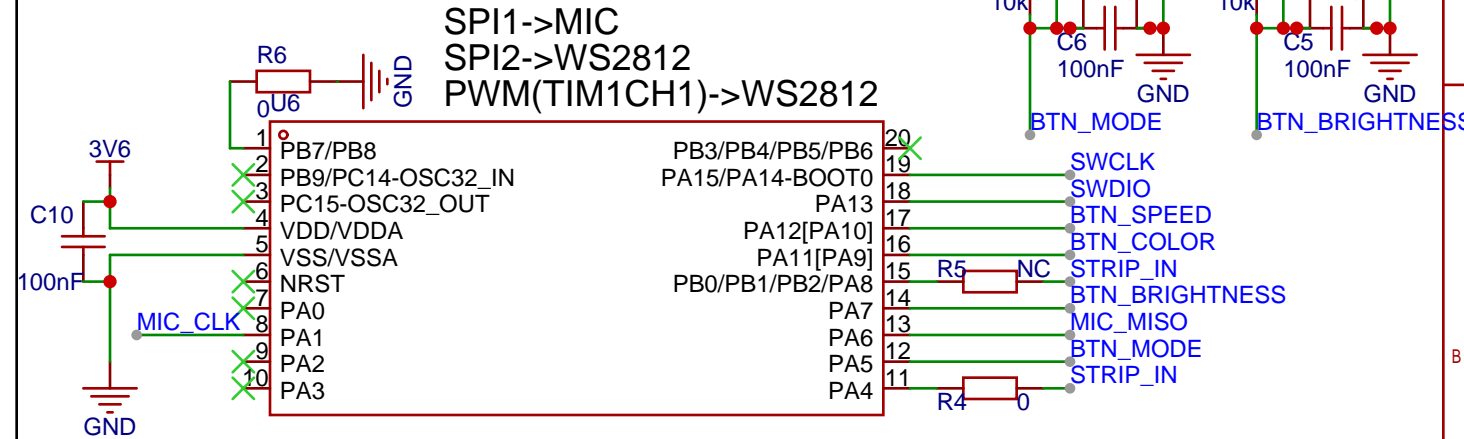 SPI1->MIC
SPI2->WS2812
PWM(TIM1CH1)->WS2812
10k
C6
100nF
GND
BTN_MODE
10k
C5
100nF
GND
BTN_BRIGHTNESS
R6
0
GND
U6
3V6
C10
100nF
GND
MIC_CLK
1 PB7/PB8
2 PB9/PC14-OSC32_IN
3 PC15-OSC32_OUT
4 VDD/VDDA
5 VSS/VSSA
6 NRST
7 PA0
8 PA1
9 PA2
10 PA3
PB3/PB4/PB5/PB6 20
PA15/PA14-BOOT0 19 SWCLK
PA13 18 SWDIO
PA12[PA10] 17 BTN_SPEED
PA11[PA9] 16 BTN_COLOR
PB0/PB1/PB2/PA8 15 R5 NC STRIP_IN
PA7 14 BTN_BRIGHTNESS
PA6 13 MIC_MISO
PA5 12 BTN_MODE
PA4 11 R4 0 STRIP_IN
B